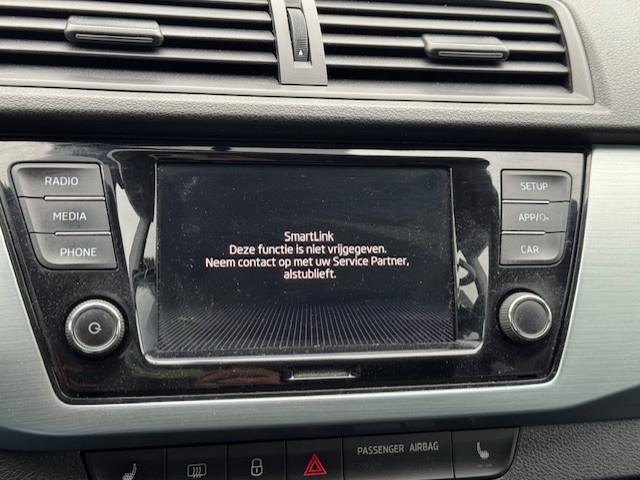 RADIO
MEDIA
PHONE
SmartLink
Deze functie is niet vrijgegeven.
Neem contact op met uw Service Partner,
alstublieft.
SETUP
APP/
CAR
PASSENGER AIRBAG